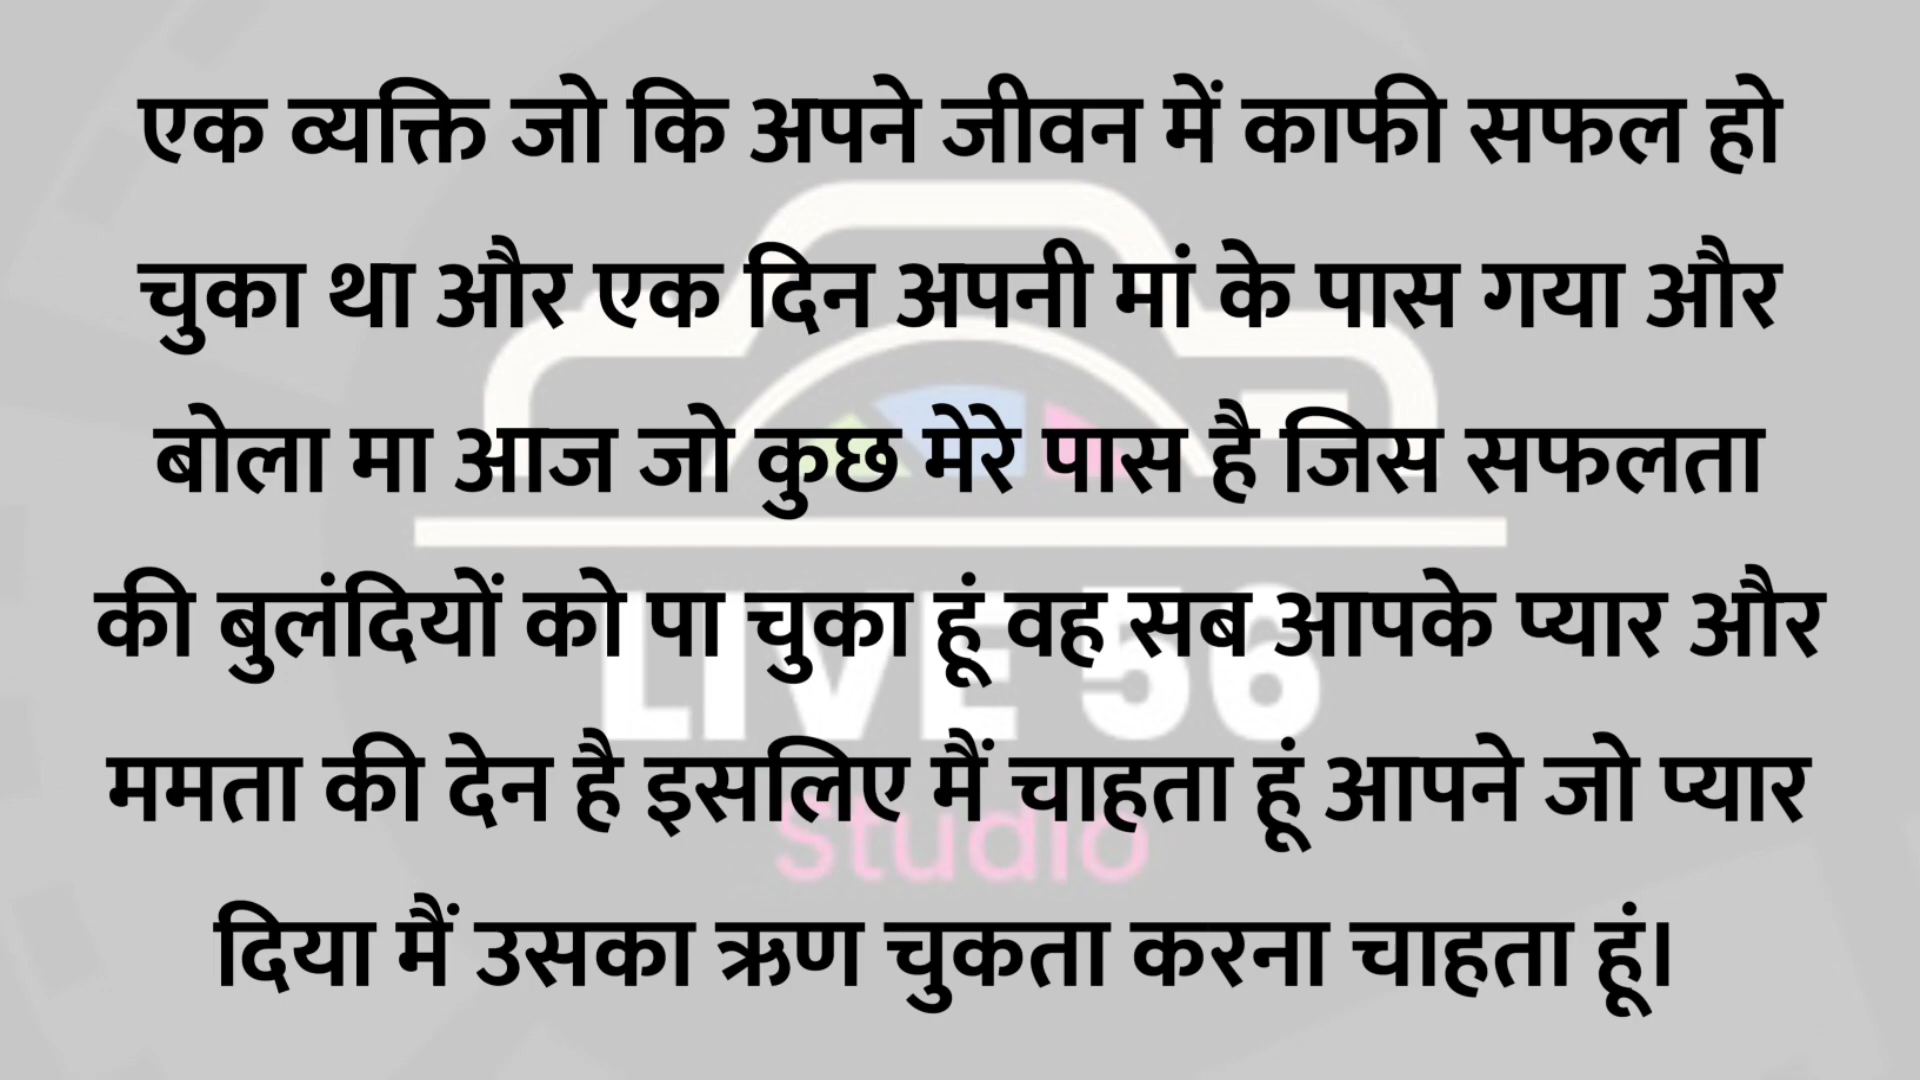 एक व्यक्ति जो कि अपने जीवन में काफी सफल हो
चुका था और एक दिन अपनी मां के पास गया और
बोला मा आज जो कुछ मेरे पास है जिस सफलता
की बुलंदियों को पा चुका हूं वह सब आपके प्यार और
LIVE 56
ममता की देन है इसलिए मैं चाहता हूं आपने जो प्यार
Studio
दिया मैं उसका ऋण चुकता करना चाहता हूं।